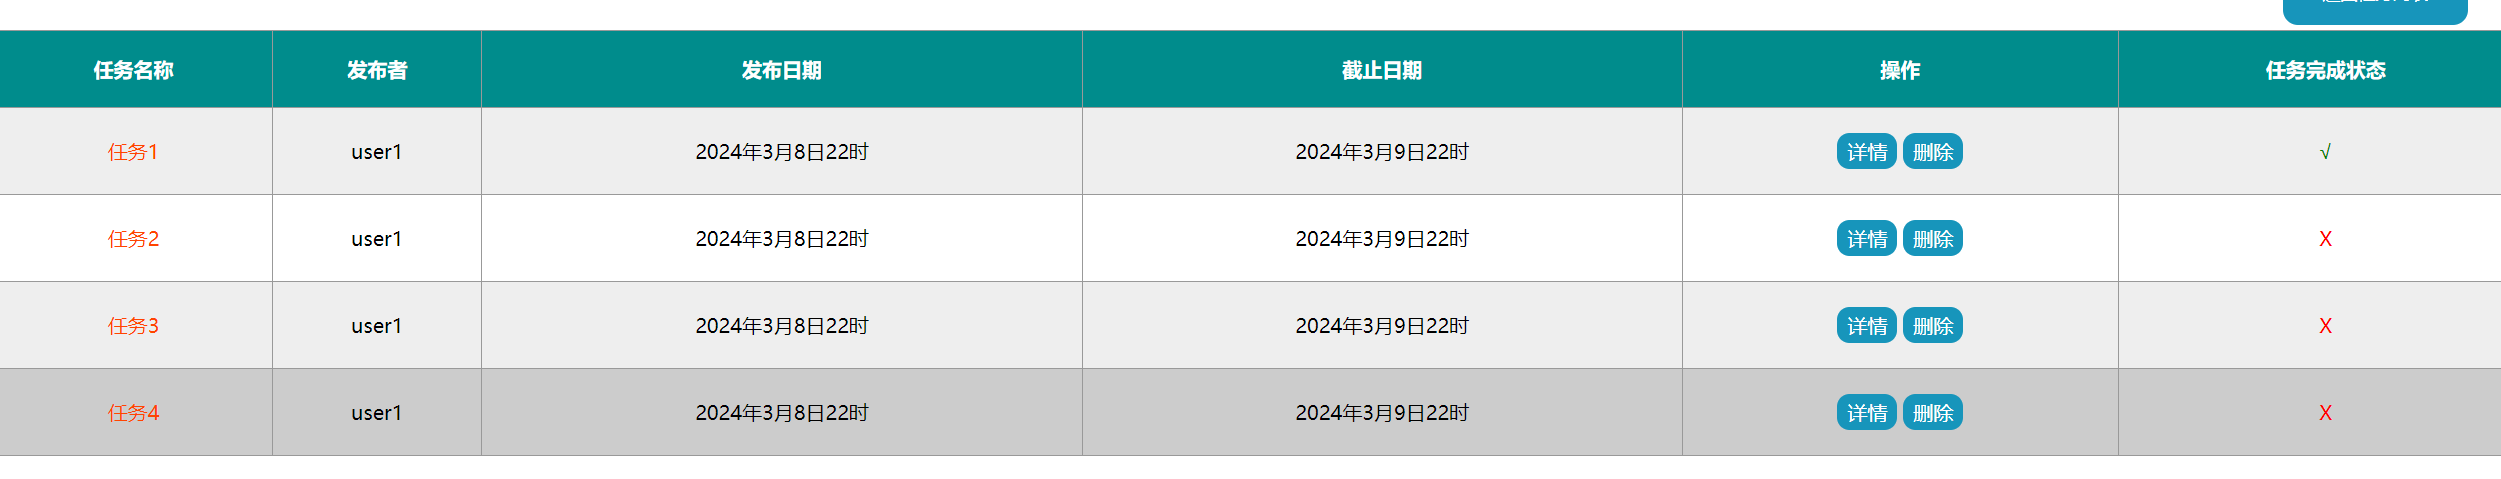 任务名称 发布者 发布日期 截止日期 操作 任务完成状态
任务1 user1 2024年3月8日22时 2024年3月9日22时 详情 删除 √
任务2 user1 2024年3月8日22时 2024年3月9日22时 详情 删除 X
任务3 user1 2024年3月8日22时 2024年3月9日22时 详情 删除 X
任务4 user1 2024年3月8日22时 2024年3月9日22时 详情 删除 X